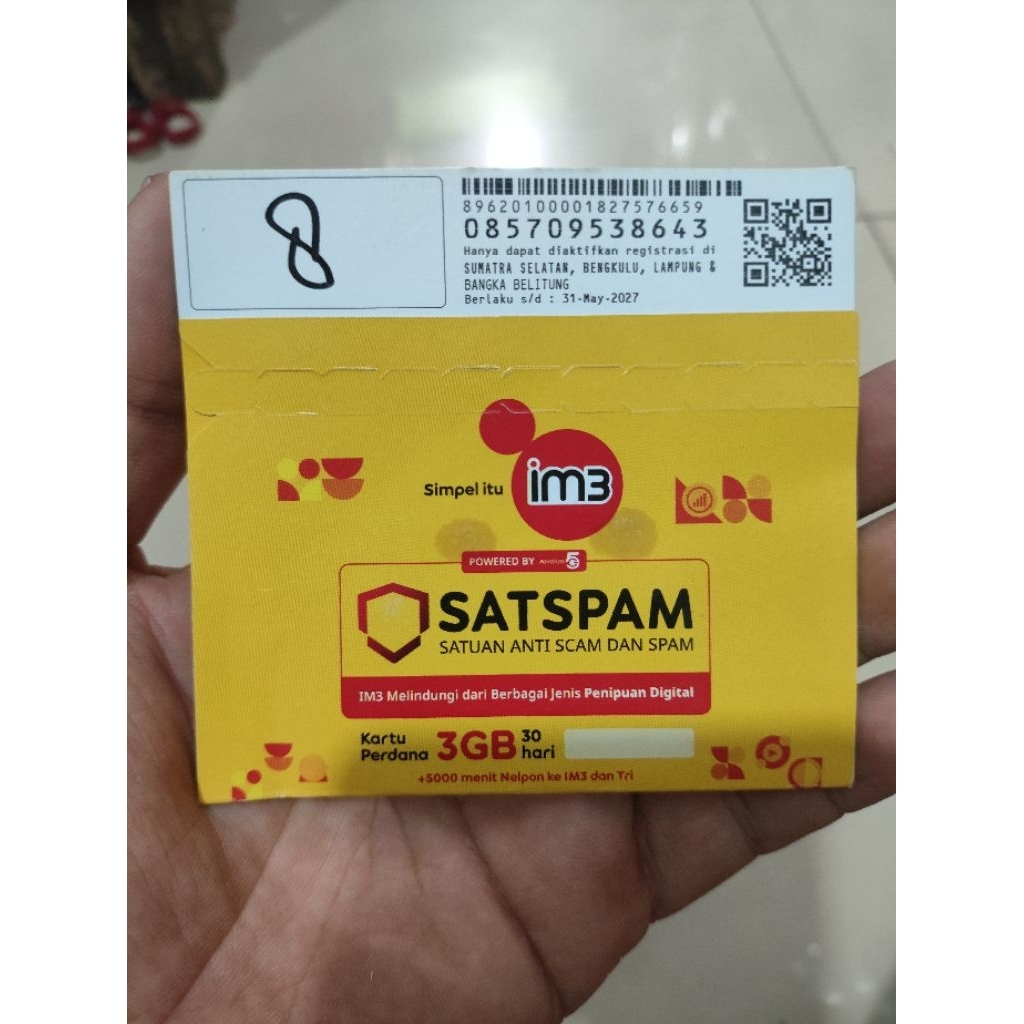 8
89620100001827576659
085709538643
Hanya dapat diaktifkan registrasi di
SUMATRA SELATAN, BENGKULU, LAMPUNG &
BANGKA BELITUNG
Berlaku s/d : 31-May-2027
Simpel itu im3
POWERED BY 5G
SATSPAM
SATUAN ANTI SCAM DAN SPAM
IM3 Melindungi dari Berbagai Jenis Penipuan Digital
Kartu Perdana 3GB 30 hari
+5000 menit Nelpon ke IM3 dan Tri